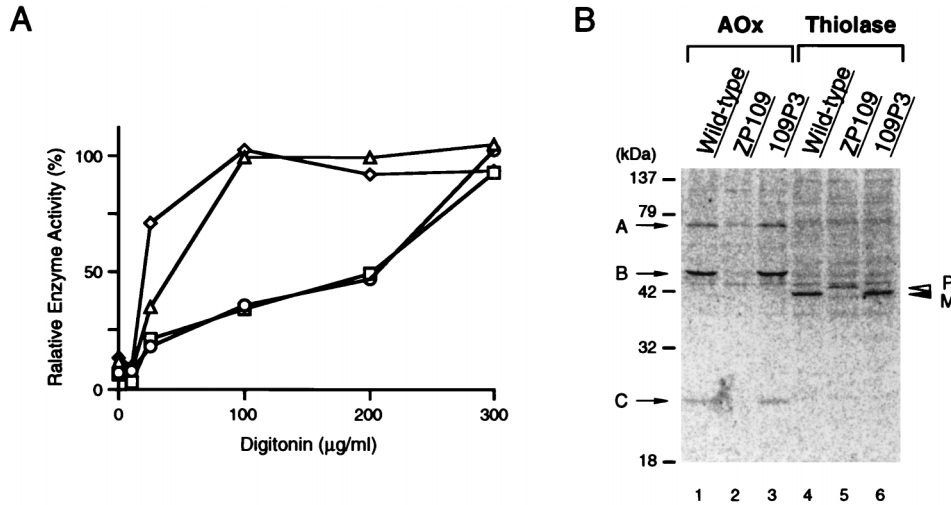 A
Ralative Enzyme Activity (%)
100
50
0
0
100
200
300
Digitonin (µg/ml)
B
AOx
Thiolase
Wild-type
ZP109
109P3
Wild-type
ZP109
109P3
(kDa)
137
79
42
32
18
A
B
C
P
M
1 2 3 4 5 6